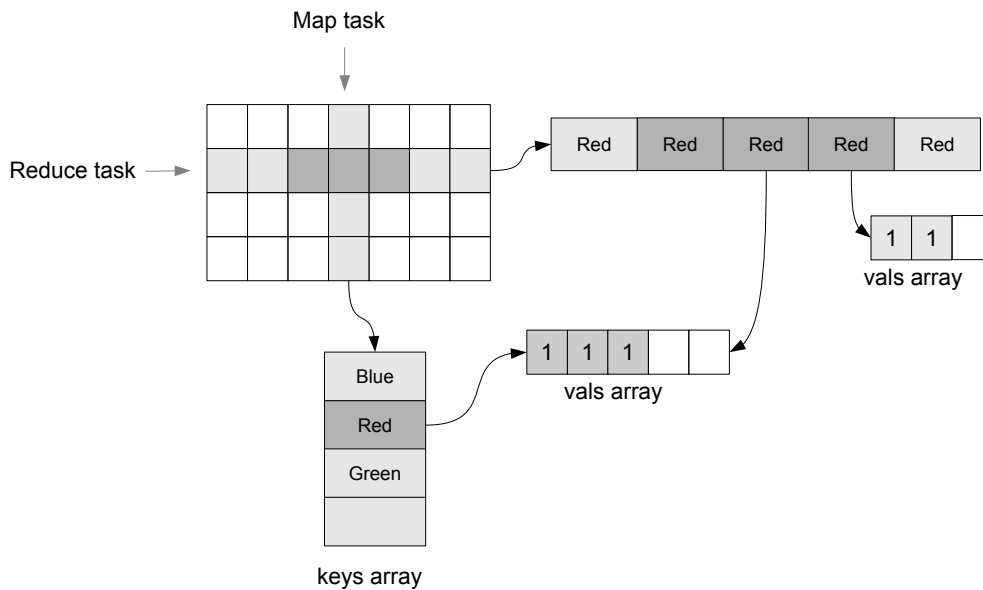 Map task
Reduce task
Red Red Red Red Red
1 1
vals array
1 1 1
vals array
Blue
Red
Green
keys array